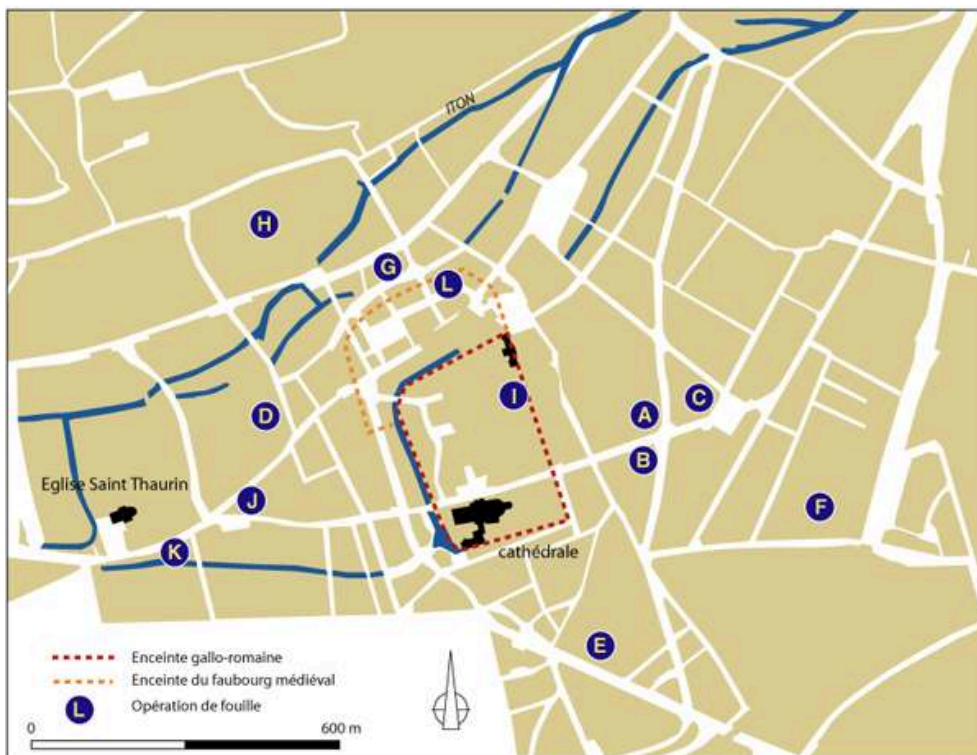 ITON
H
G
L
I
A
C
B
D
Eglise Saint Thaurin
J
F
K
cathédrale
E
Enceinte gallo-romaine
Enceinte du faubourg médiéval
L Opération de fouille
0 600 m